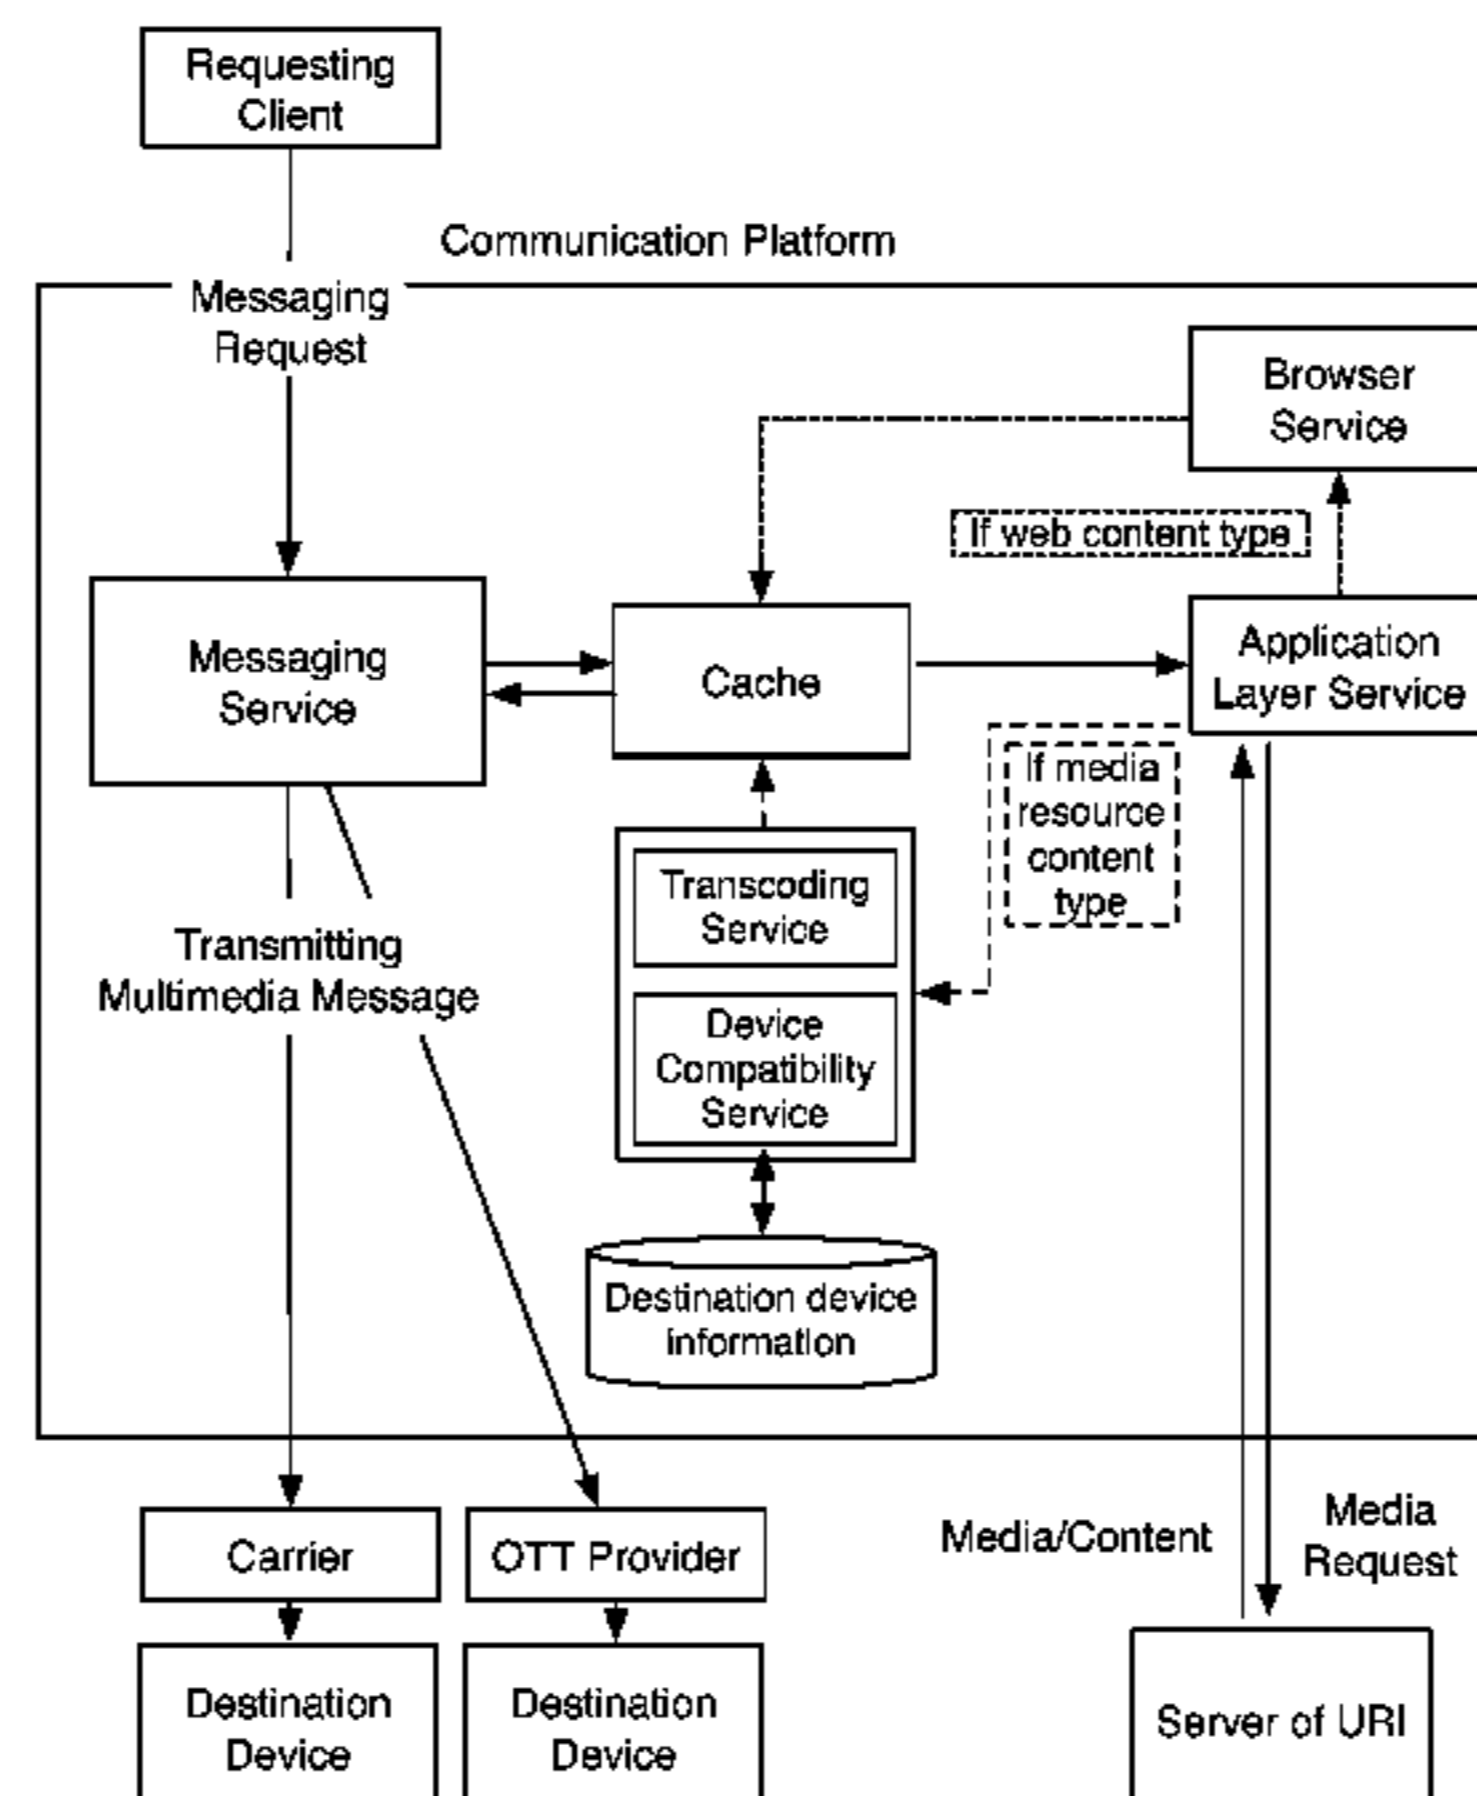 Requesting
Client
Communication Platform
Messaging
Request
Browser
Service
If web content type
Messaging
Service
Cache
Application
Layer Service
If media
resource
content
type
Transcoding
Service
Transmitting
Multimedia Message
Device
Compatibility
Service
Destination device
information
Carrier
OTT Provider
Media/Content
Media
Request
Destination
Device
Destination
Device
Server of URI